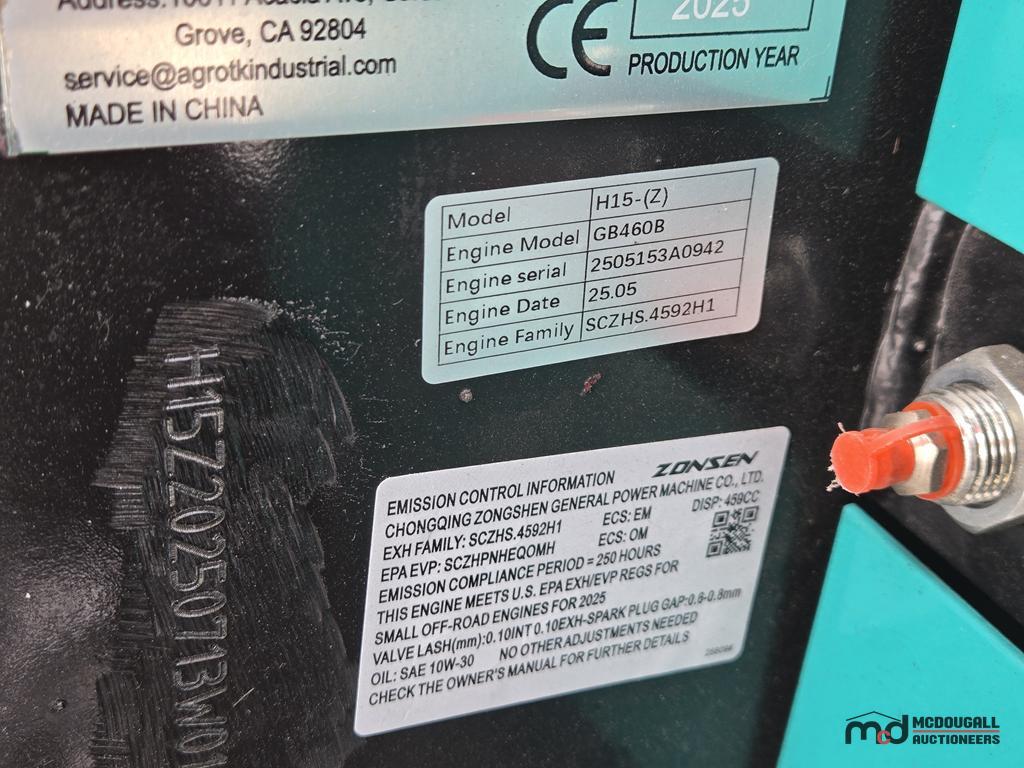 Grove, CA 92804
service@agrotkindustrial.com
MADE IN CHINA
CE
2025
PRODUCTION YEAR
Model H15-(Z)
Engine Model GB460B
Engine serial 2505153A0942
Engine Date 25.05
Engine Family SCZHS.4592H1
ZONSEN
EMISSION CONTROL INFORMATION
CHONGQING ZONGSHEN GENERAL POWER MACHINE CO., LTD.
EXH FAMILY: SCZHS.4592H1 ECS: EM DISP: 459CC
EPA EVP: SCZHPNHEQOMH ECS: OM
EMISSION COMPLIANCE PERIOD = 250 HOURS
THIS ENGINE MEETS U.S. EPA EXH/EVP REGS FOR
SMALL OFF-ROAD ENGINES FOR 2025
VALVE LASH(mm):0.10INT 0.10EXH-SPARK PLUG GAP:0.6-0.8mm
OIL: SAE 10W-30 NO OTHER ADJUSTMENTS NEEDED
CHECK THE OWNER'S MANUAL FOR FURTHER DETAILS
mcd MCDOUGALL
AUCTIONEERS